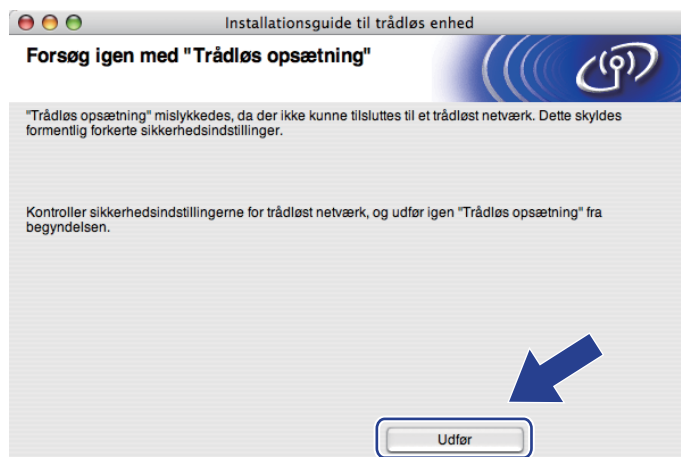 Installationsguide til trådløs enhed
Forsøg igen med "Trådløs opsætning"
"Trådløs opsætning" mislykkedes, da der ikke kunne tilsluttes til et trådløst netværk. Dette skyldes
formentlig forkerte sikkerhedsindstillinger.
Kontroller sikkerhedsindstillingerne for trådløst netværk, og udfør igen "Trådløs opsætning" fra
begyndelsen.
Udfør